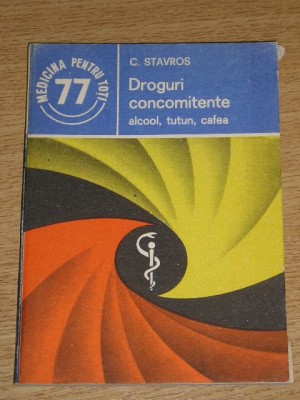 MEDICINA PENTRU TOȚI
77
C. STAVROS
Droguri
concomitente
alcool, tutun, cafea